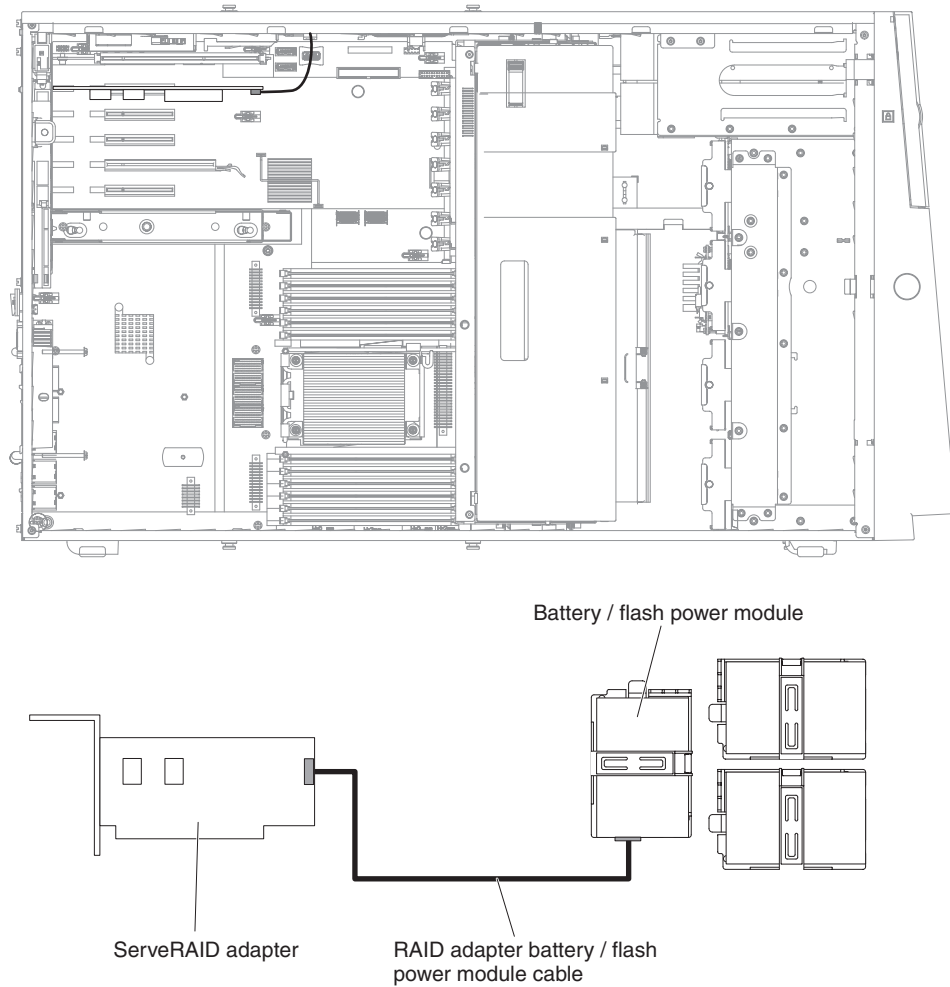 Battery / flash power module
ServeRAID adapter
RAID adapter battery / flash
power module cable